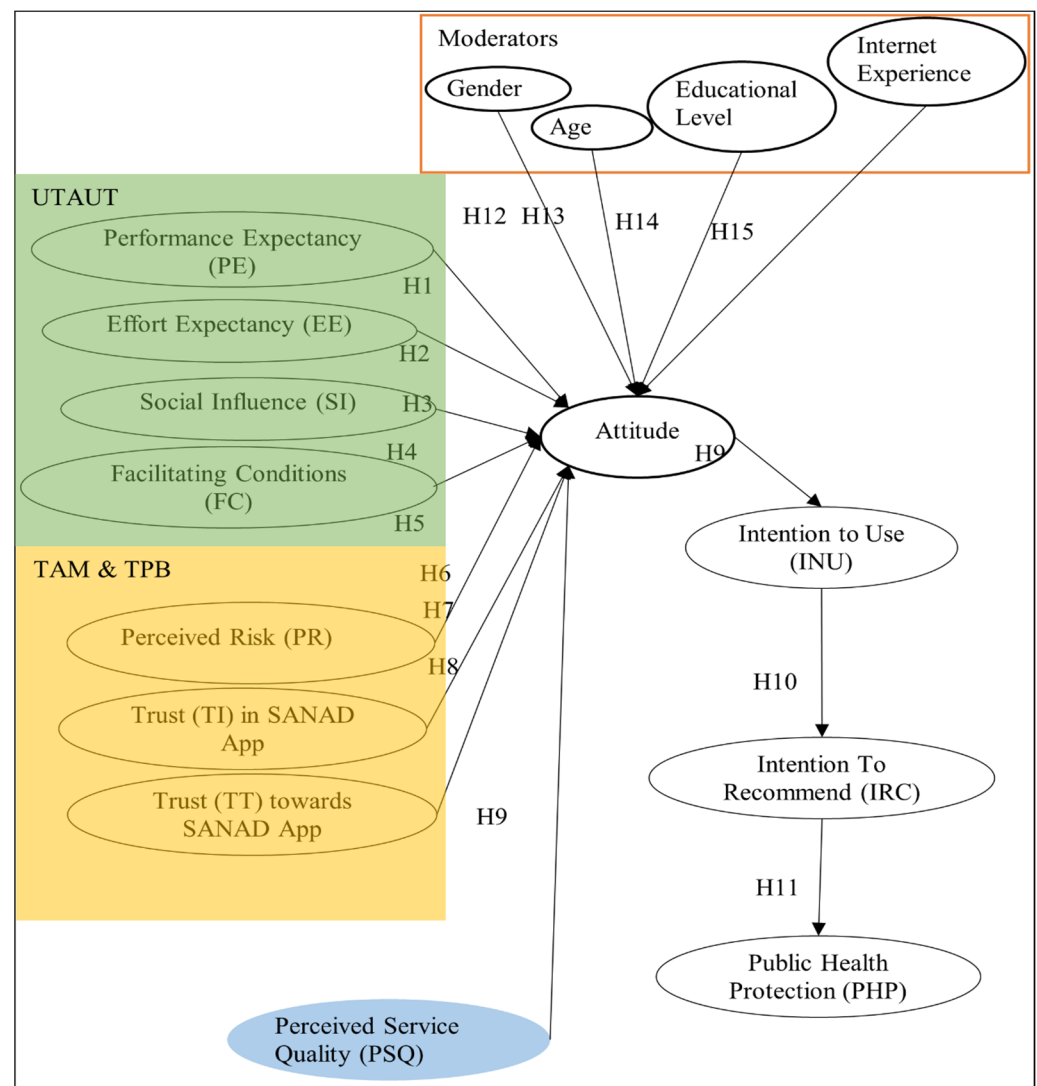 Moderators
Gender
Age
Educational
Level
Internet
Experience
UTAUT
Performance Expectancy
(PE)
Effort Expectancy (EE)
Social Influence (SI)
Facilitating Conditions
(FC)
H1
H2
H3
H4
H5
H12 H13
H14
H15
Attitude
H9
TAM & TPB
Perceived Risk (PR)
Trust (TI) in SANAD
App
Trust (TT) towards
SANAD App
H6
H7
H8
H9
Intention to Use
(INU)
H10
Intention To
Recommend (IRC)
H11
Public Health
Protection (PHP)
Perceived Service
Quality (PSQ)